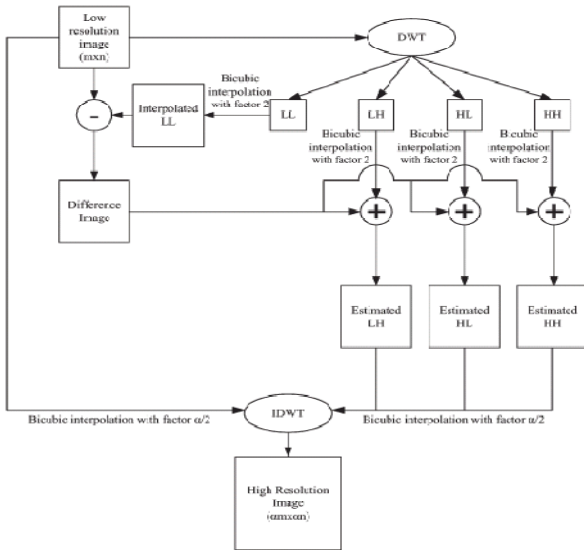 Low
resolution
image
(mxn)
DWT
Bicubic
interpolation
with factor 2
Interpolated
LL
LL
LH
HL
HH
Bicubic
interpolation
with factor 2
Bicubic
interpolation
with factor 2
Bicubic
interpolation
with factor 2
-
Difference
Image
+
+
+
Estimated
LH
Estimated
HL
Estimated
HH
Bicubic interpolation with factor α/2
IDWT
Bicubic interpolation with factor α/2
High Resolution
Image
(αmxαn)